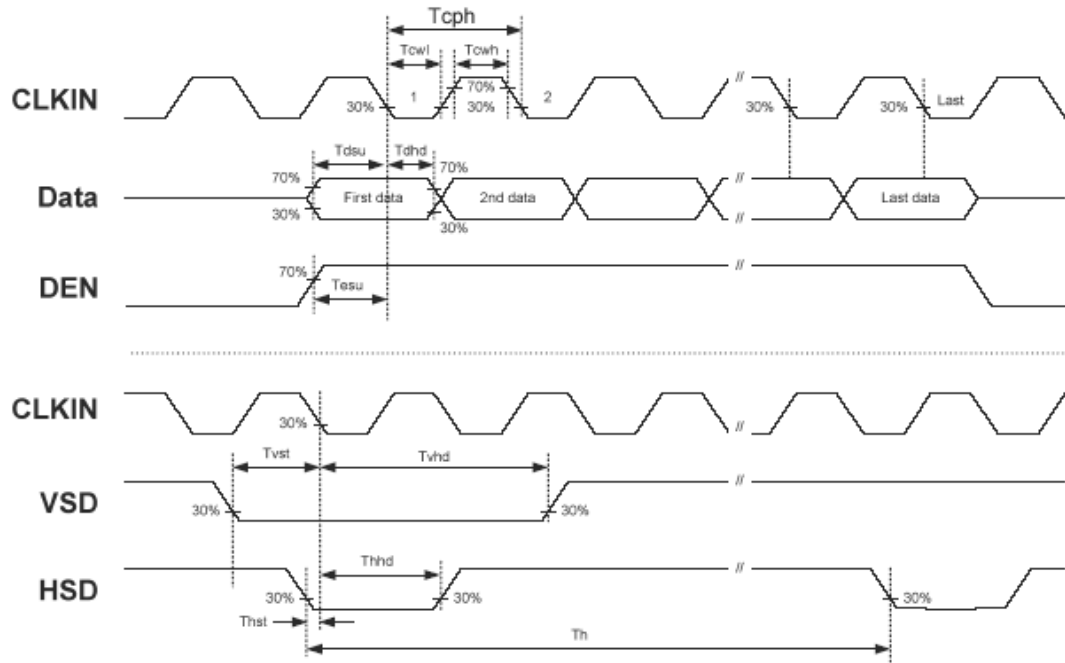 Tcph
Tcwl Tcwh
CLKIN 30% 1 70% 30% 2 // 30% 30% Last
Tdsu Tdhd
70% 70%
Data First data 2nd data // // Last data
30% 30%
70% //
DEN Tesu
CLKIN 30% //
Tvst Tvhd //
VSD 30% 30%
Thhd //
HSD 30% 30% 30%
Thst
Th